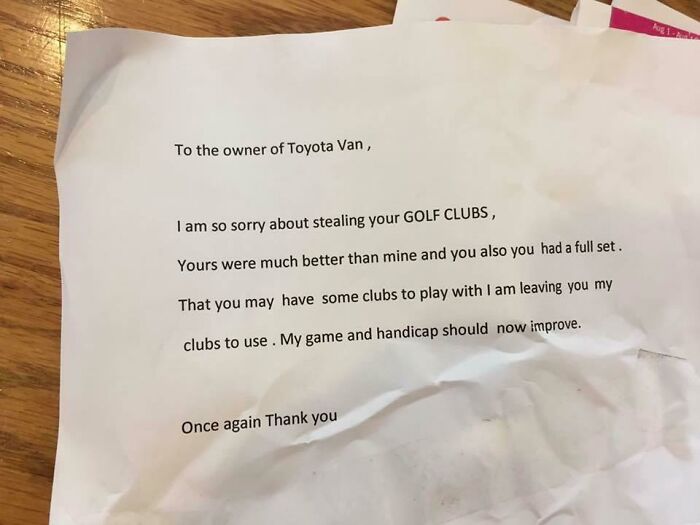 Aug 1 -
To the owner of Toyota Van ,
I am so sorry about stealing your GOLF CLUBS ,
Yours were much better than mine and you also you had a full set .
That you may have some clubs to play with I am leaving you my
clubs to use . My game and handicap should now improve.
Once again Thank you